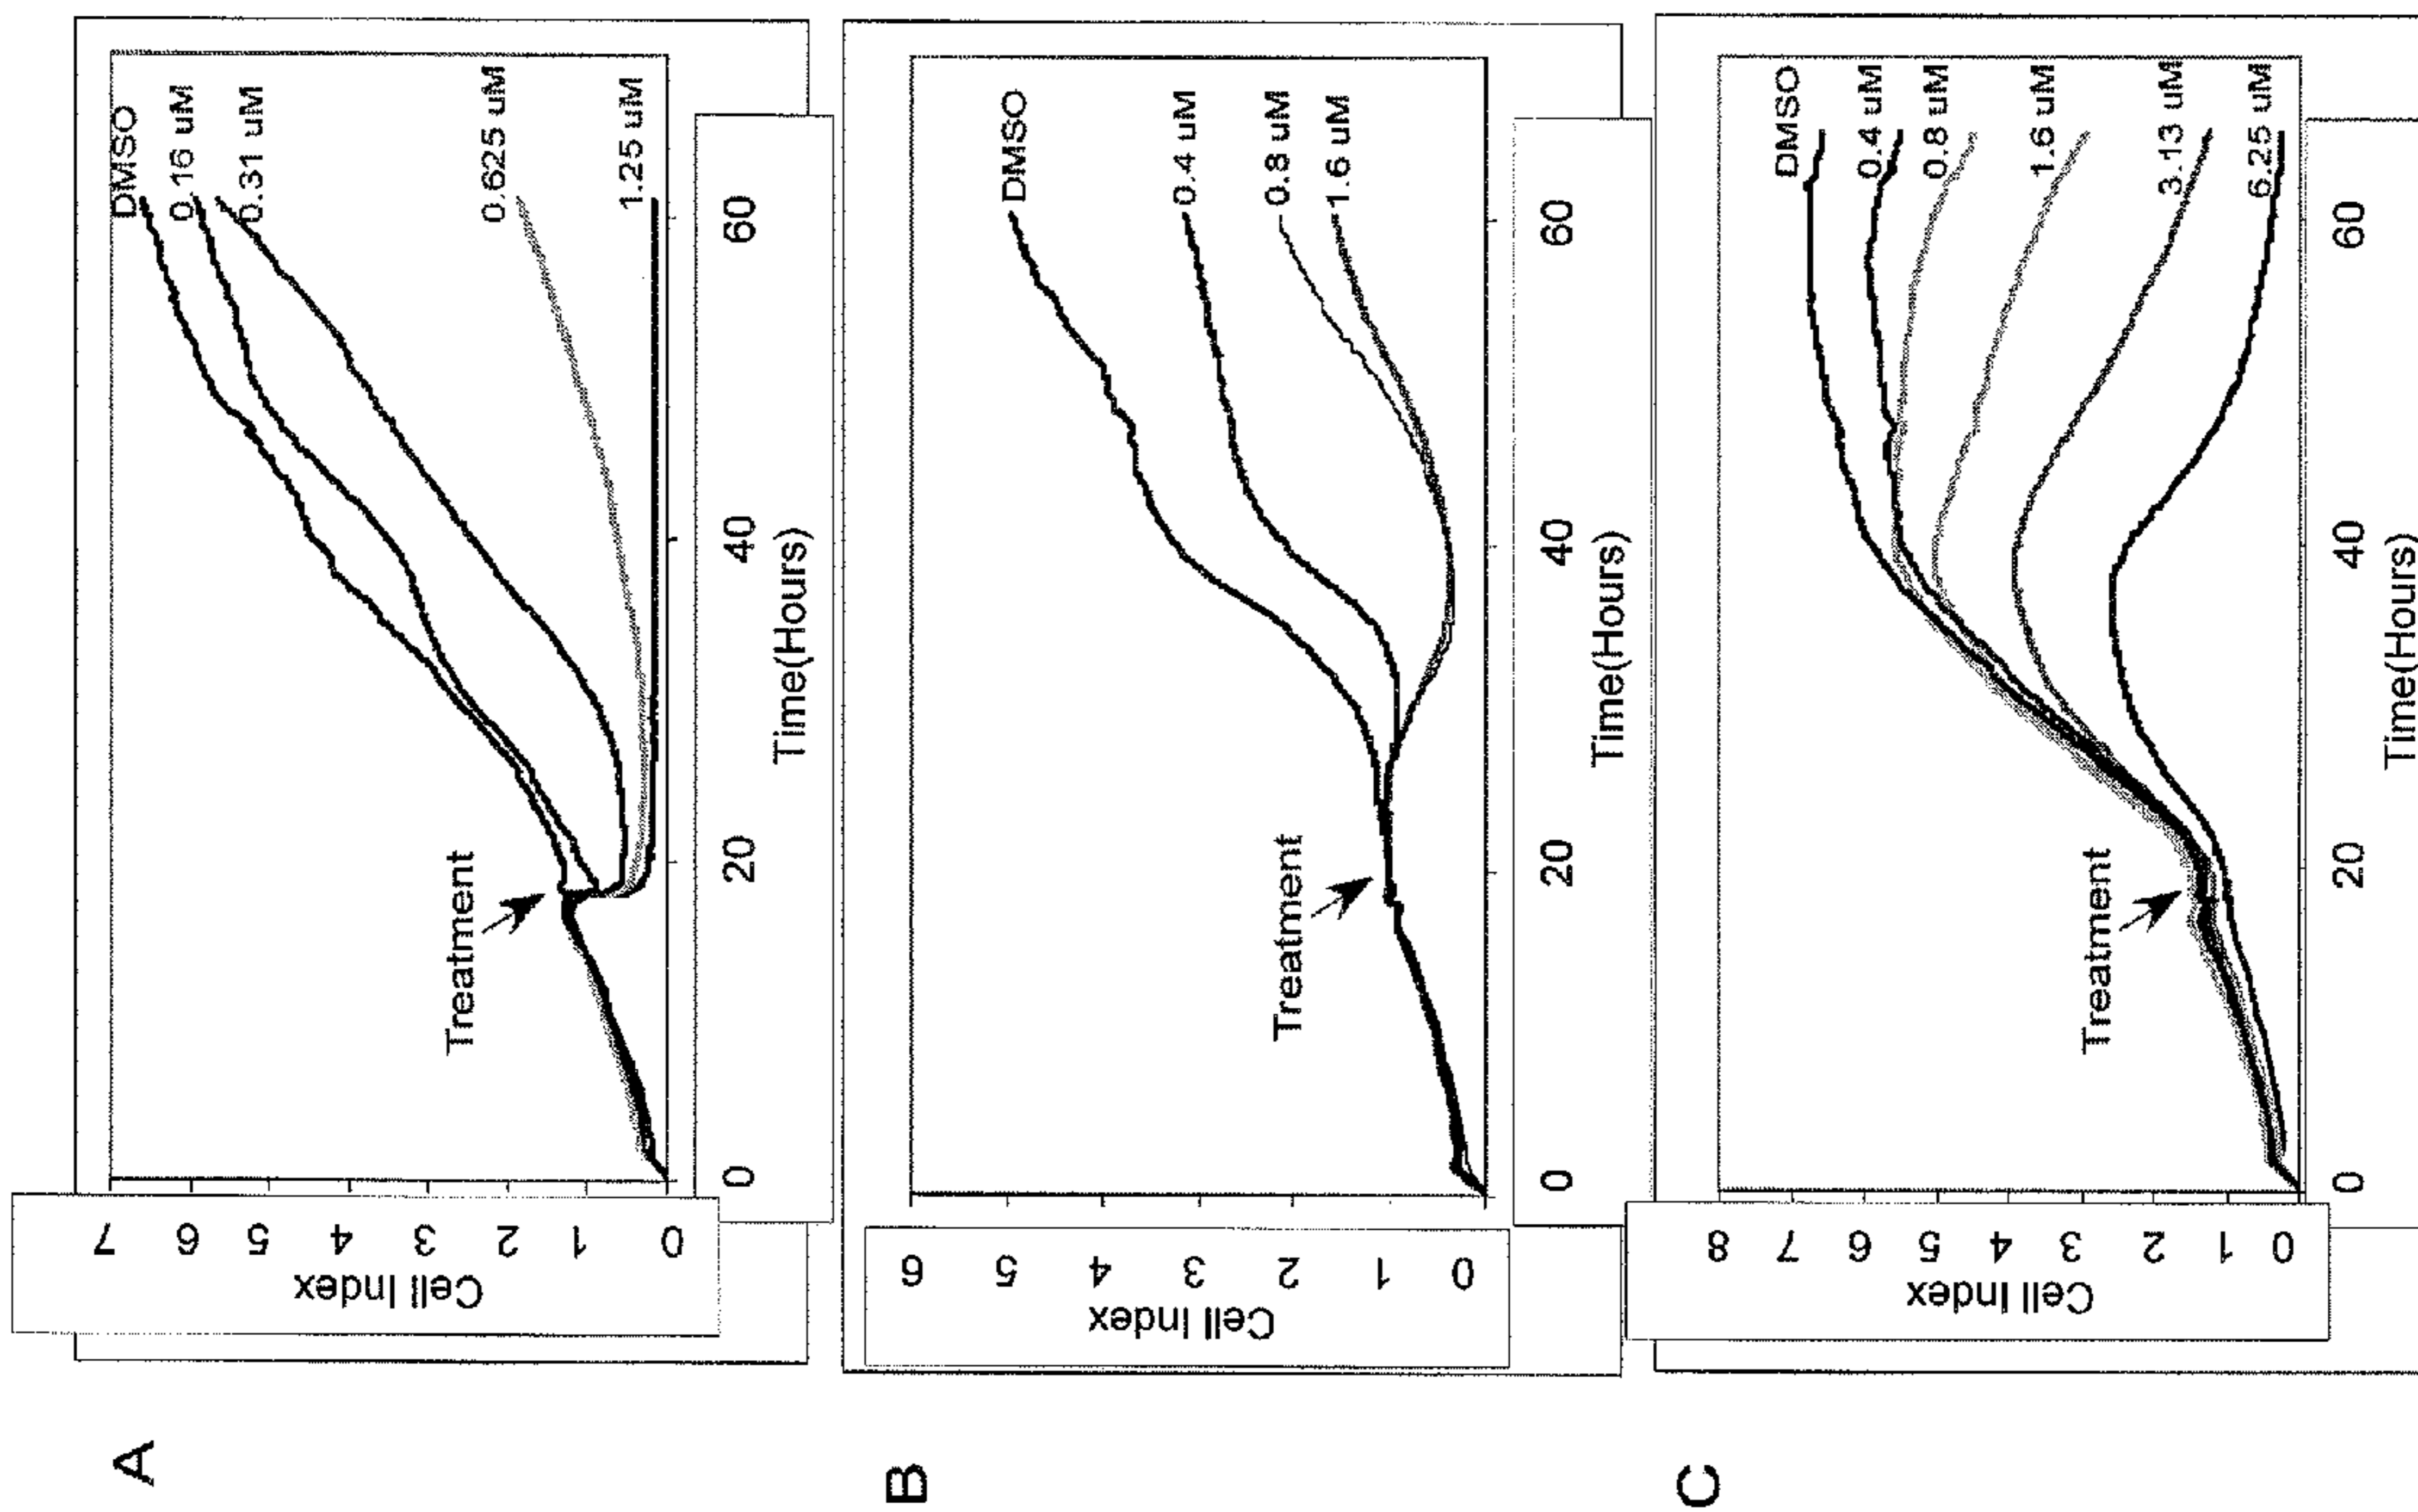 A
Cell Index
7
6
5
4
3
2
1
0
DMSO
0.16 uM
0.31 uM
0.625 uM
1.25 uM
Treatment
0 20 40 60
Time(Hours)
B
Cell Index
6
5
4
3
2
1
0
DMSO
0.4 uM
0.8 uM
1.6 uM
Treatment
0 20 40 60
Time(Hours)
C
Cell Index
8
7
6
5
4
3
2
1
0
DMSO
0.4 uM
0.8 uM
1.6 uM
3.13 uM
6.25 uM
Treatment
0 20 40 60
Time(Hours)